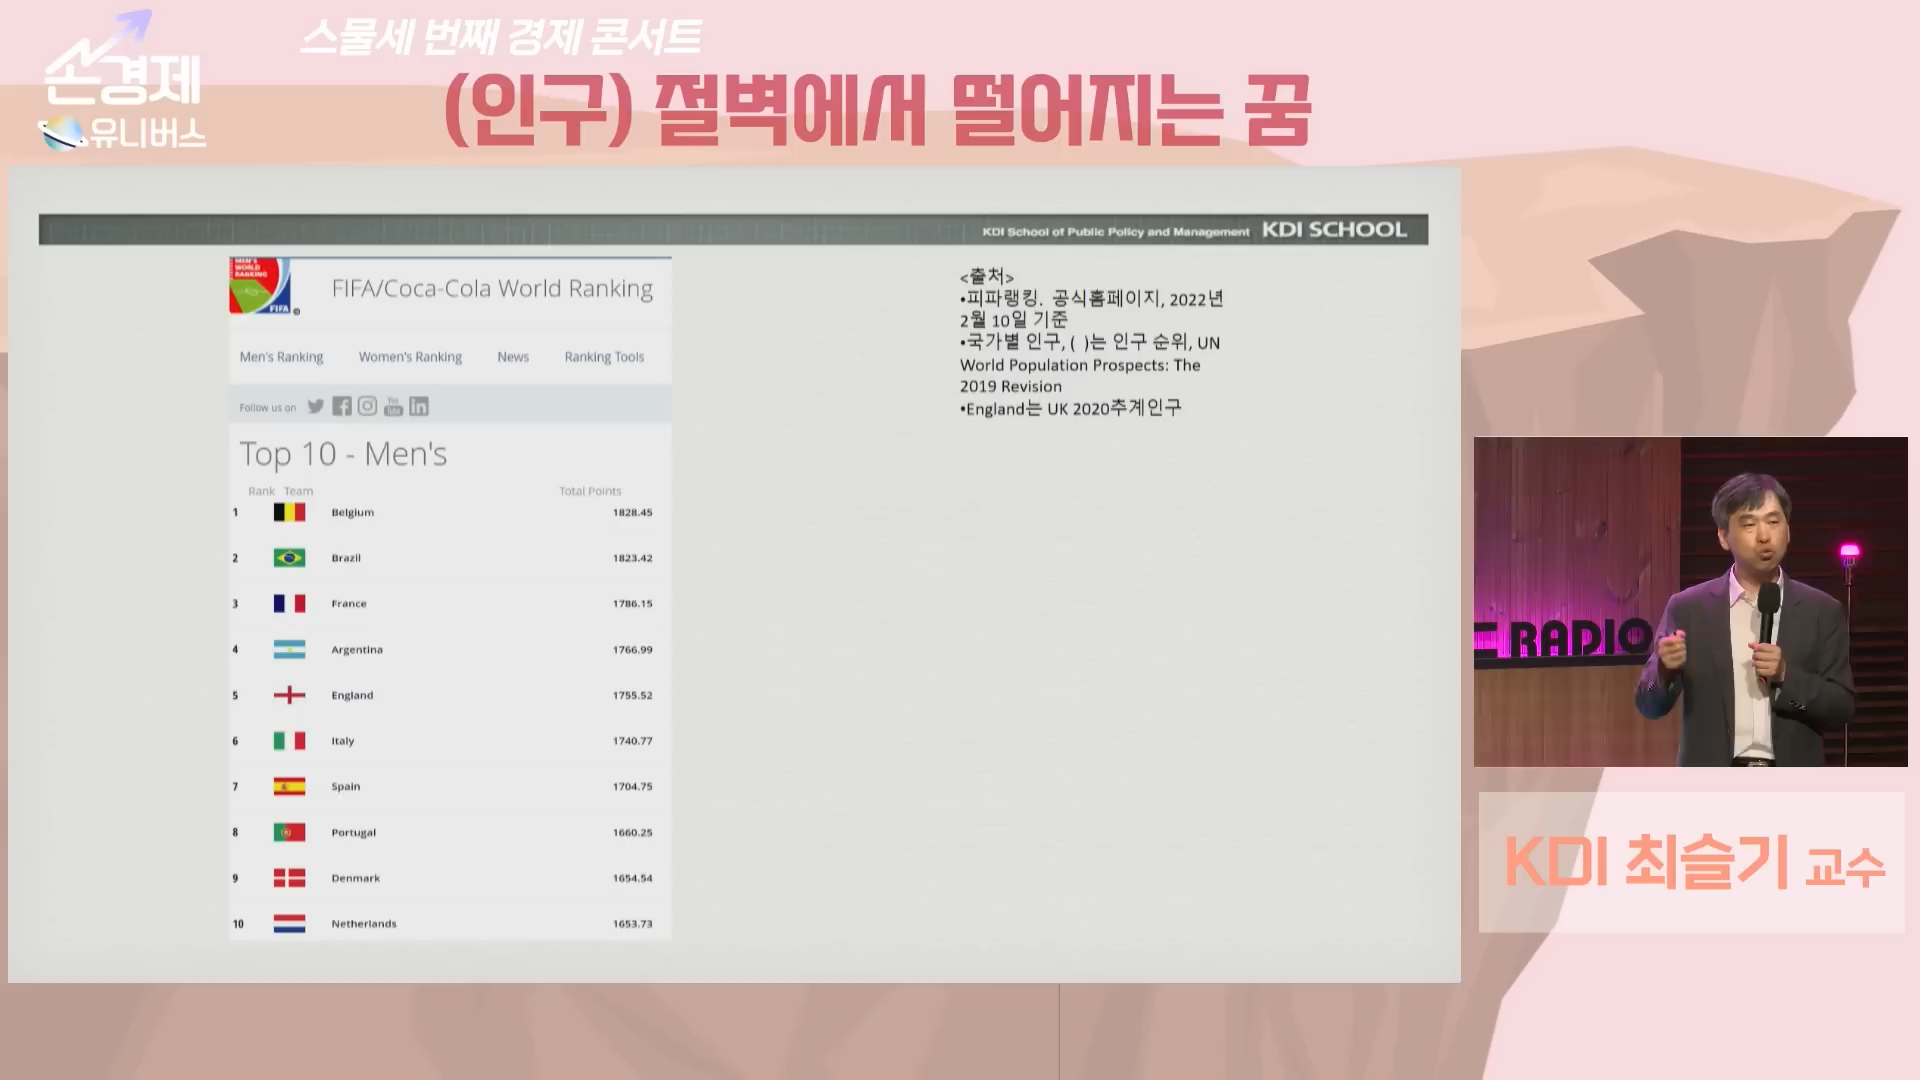 손경제
유니버스
스물세 번째 경제 콘서트
(인구) 절벽에서 떨어지는 꿈
KDI School of Public Policy and Management KDI SCHOOL
MEN'S
WORLD
RANKING
FIFA
FIFA/Coca-Cola World Ranking
Men's Ranking Women's Ranking News Ranking Tools
Follow us on You Tube in
Top 10 - Men's
Rank Team Total Points
1 Belgium 1828.45
2 Brazil 1823.42
3 France 1786.15
4 Argentina 1766.99
5 England 1755.52
6 Italy 1740.77
7 Spain 1704.75
8 Portugal 1660.25
9 Denmark 1654.54
10 Netherlands 1653.73
<출처>
•피파랭킹. 공식홈페이지, 2022년
2월 10일 기준
•국가별 인구, ( )는 인구 순위, UN
World Population Prospects: The
2019 Revision
•England는 UK 2020추계인구
RADIO
KDI 최슬기 교수